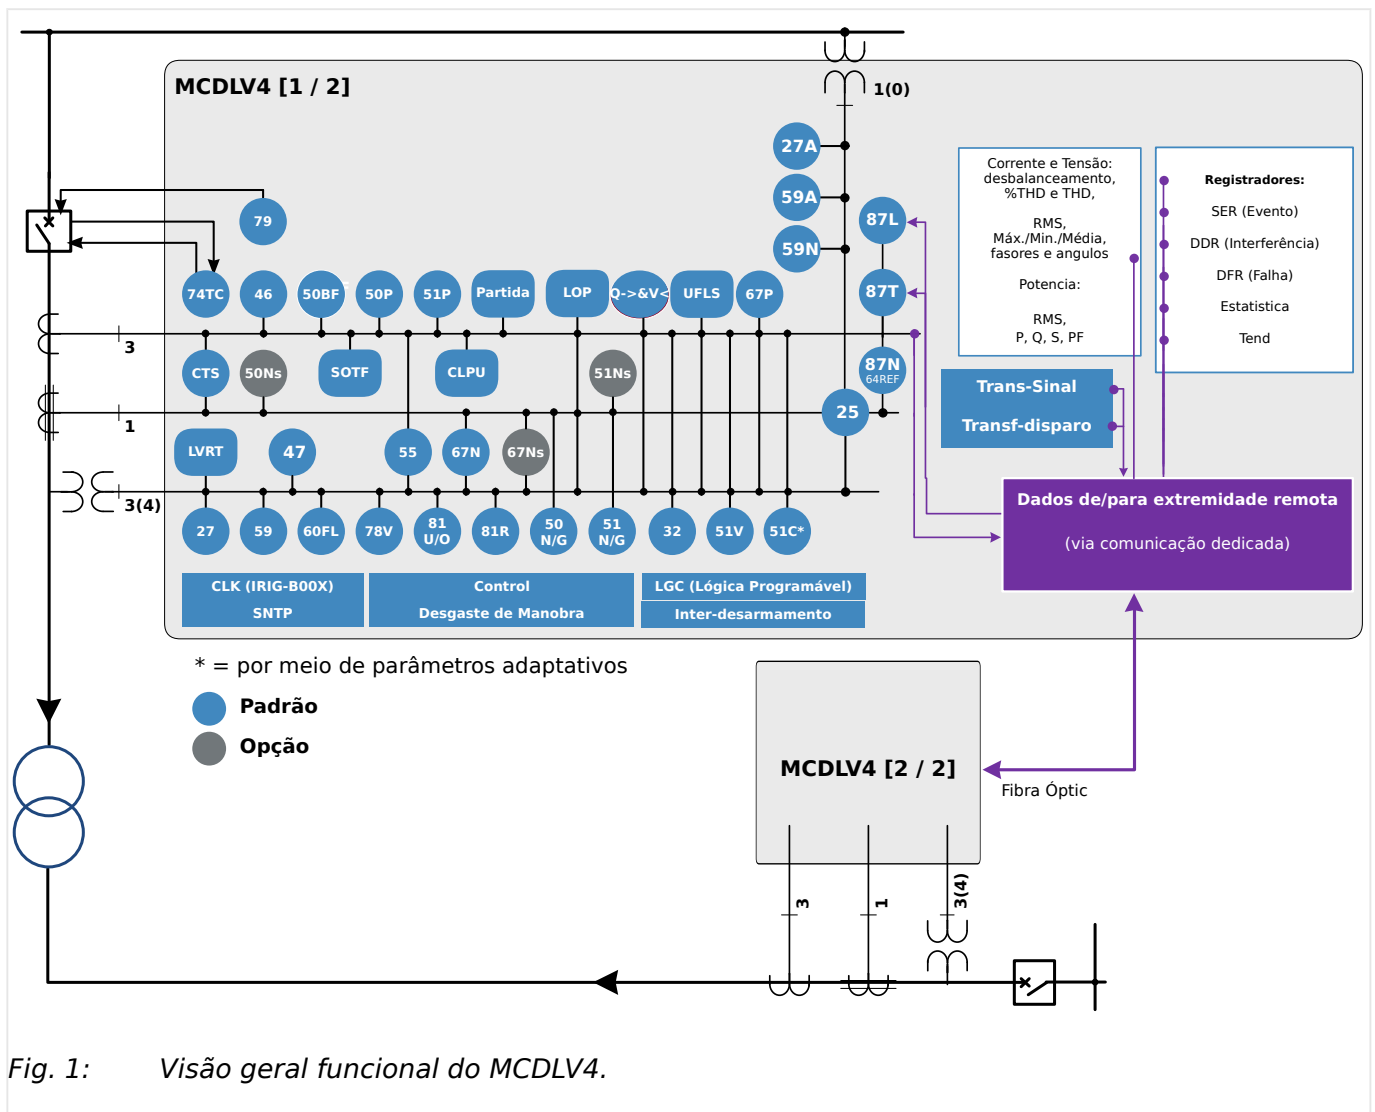 MCDLV4 [1 / 2]
1(0)
27A
59A
59N
79
87L
87T
87N
64REF
Corrente e Tensão:
desbalanceamento,
%THD e THD,
RMS,
Máx./Min./Média,
fasores e angulos
Potencia:
RMS,
P, Q, S, PF
Registradores:
SER (Evento)
DDR (Interferência)
DFR (Falha)
Estatistica
Tend
74TC
46
50BF
50P
51P
Partida
LOP
Q->&V<
UFLS
67P
3
CTS
50Ns
SOTF
CLPU
51Ns
1
25
Trans-Sinal
Transf-disparo
LVRT
47
55
67N
67Ns
3(4)
27
59
60FL
78V
81
U/O
81R
50
N/G
51
N/G
32
51V
51C*
Dados de/para extremidade remota
(via comunicação dedicada)
CLK (IRIG-B00X)
SNTP
Control
Desgaste de Manobra
LGC (Lógica Programável)
Inter-desarmamento
* = por meio de parâmetros adaptativos
Padrão
Opção
MCDLV4 [2 / 2]
Fibra Óptic
3
1
3(4)
Fig. 1: Visão geral funcional do MCDLV4.